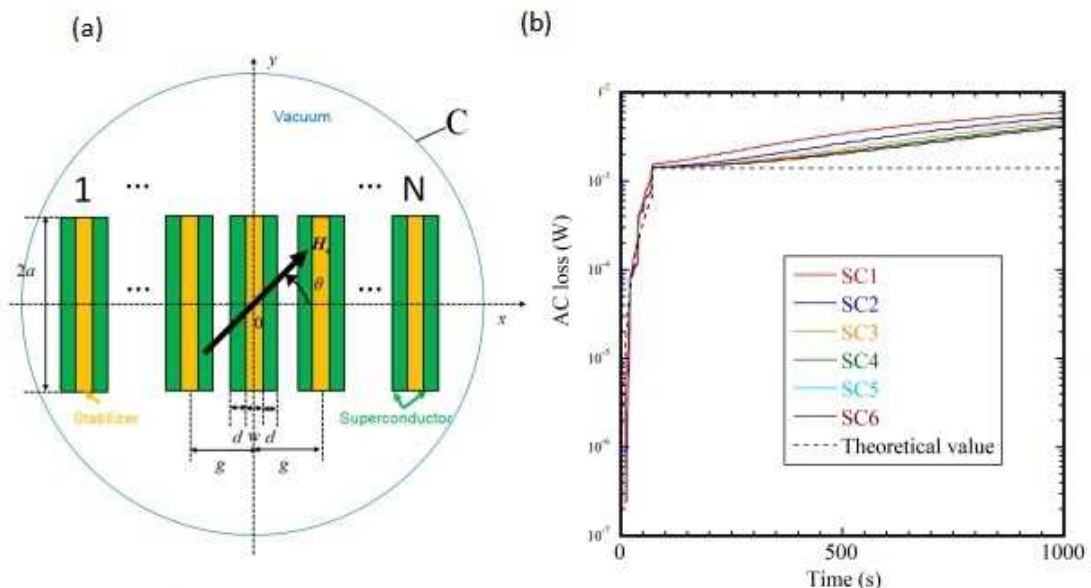 (a)
y
Vacuum
C
1 ... ... N
2a
H
θ
... ...
0
x
Stabilizer
Superconductor
d w d
g g
(b)
AC loss (W)
10⁻³
10⁻⁴
10⁻⁵
10⁻⁶
10⁻⁷
SC1
SC2
SC3
SC4
SC5
SC6
Theoretical value
0 500 1000
Time (s)